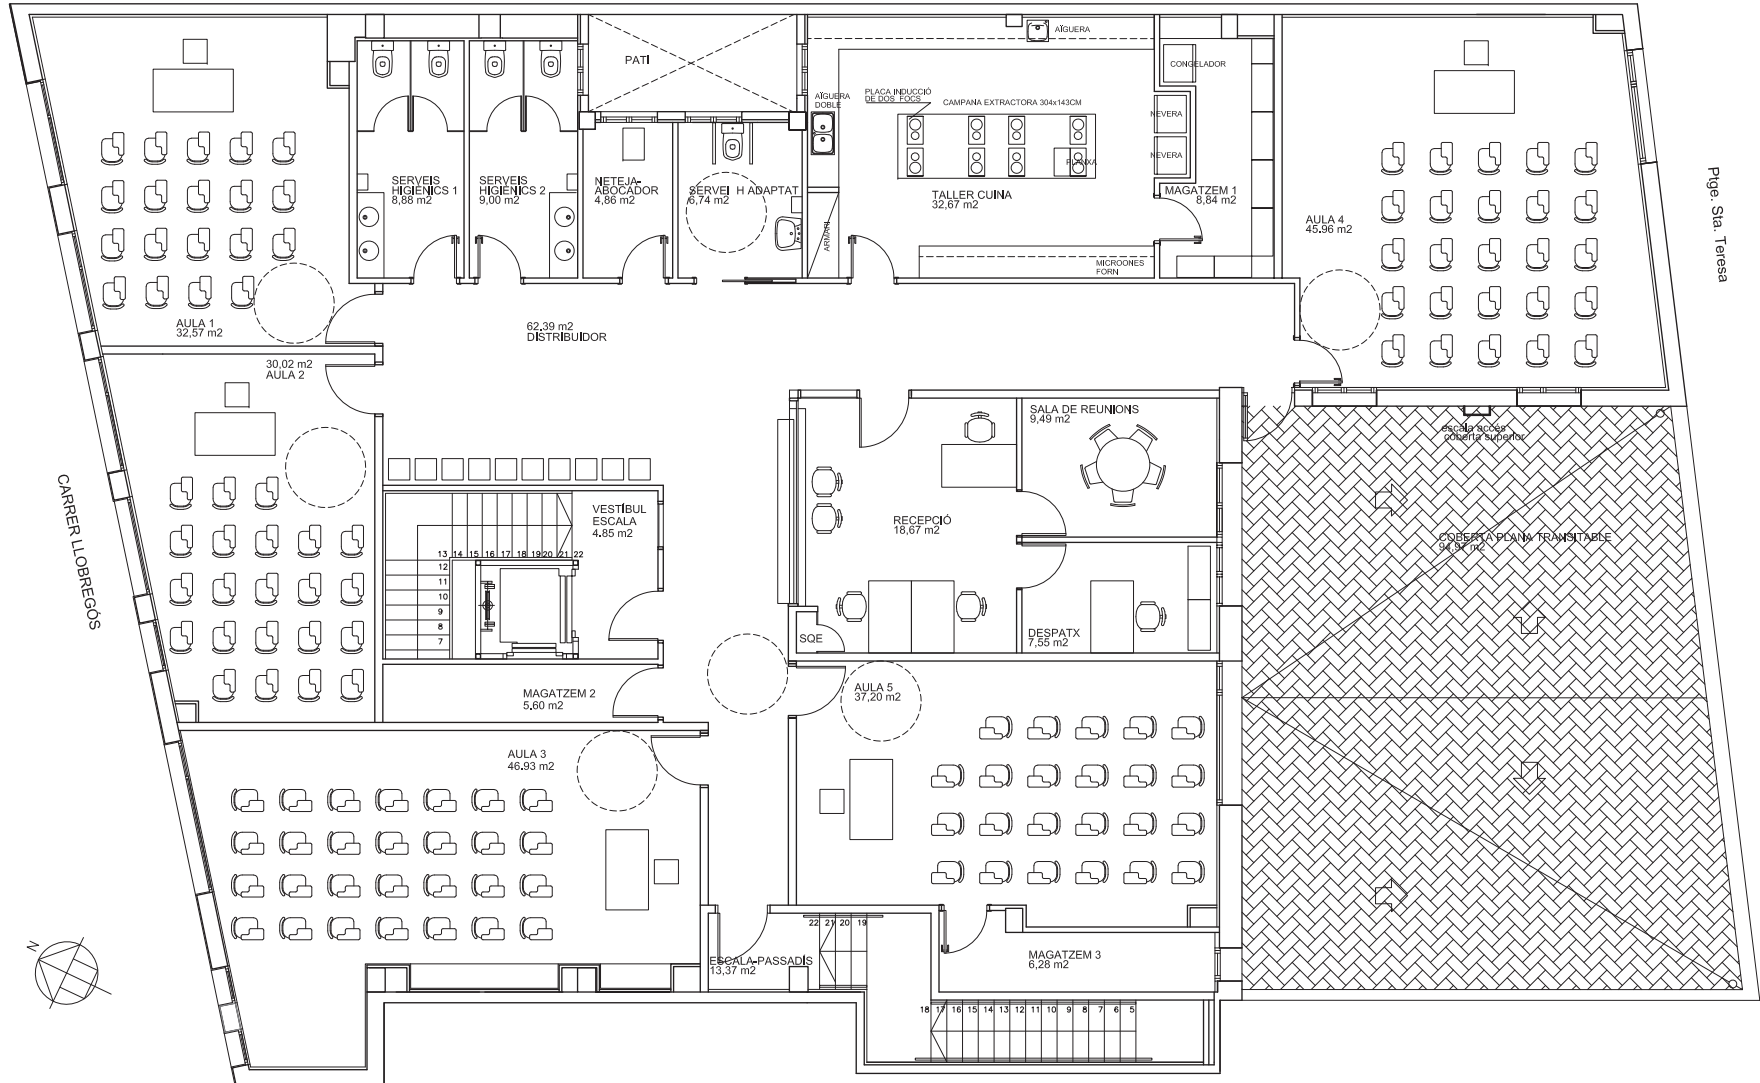 PATÍ
AÏGUERA
CONGELADOR
AÏGUERA
DOBLE
PLACA INDUCCIÓ
DE DOS FOCS
CAMPANA EXTRACTORA 304x143CM
NEVERA
NEVERA
PLANXA
SERVEIS
HIGIÈNICS 1
8,88 m2
SERVEIS
HIGIÈNICS 2
9,00 m2
NETEJA-
ABOCADOR
4,86 m2
SERVEI H ADAPTAT
6,74 m2
TALLER CUINA
32,67 m2
MAGATZEM 1
8,84 m2
ARMARI
MICROONES
FORN
AULA 4
45.96 m2
Ptge. Sta. Teresa
AULA 1
32,57 m2
62.39 m2
DISTRIBUÏDOR
30,02 m2
AULA 2
SALA DE REUNIONS
9,49 m2
escala accés
coberta superior
CARRER LLOBREGÓS
VESTÍBUL
ESCALA
4.85 m2
RECEPCIÓ
18,67 m2
COBERTA PLANA TRANSITABLE
94,97 m2
13 14 15 16 17 18 19 20 21 22
12
11
10
9
8
7
SQE
DESPATX
7,55 m2
MAGATZEM 2
5.60 m2
AULA 5
37,20 m2
AULA 3
46.93 m2
N
22 21 20 19
ESCALA-PASSADÍS
13,37 m2
MAGATZEM 3
6,28 m2
18 17 16 15 14 13 12 11 10 9 8 7 6 5